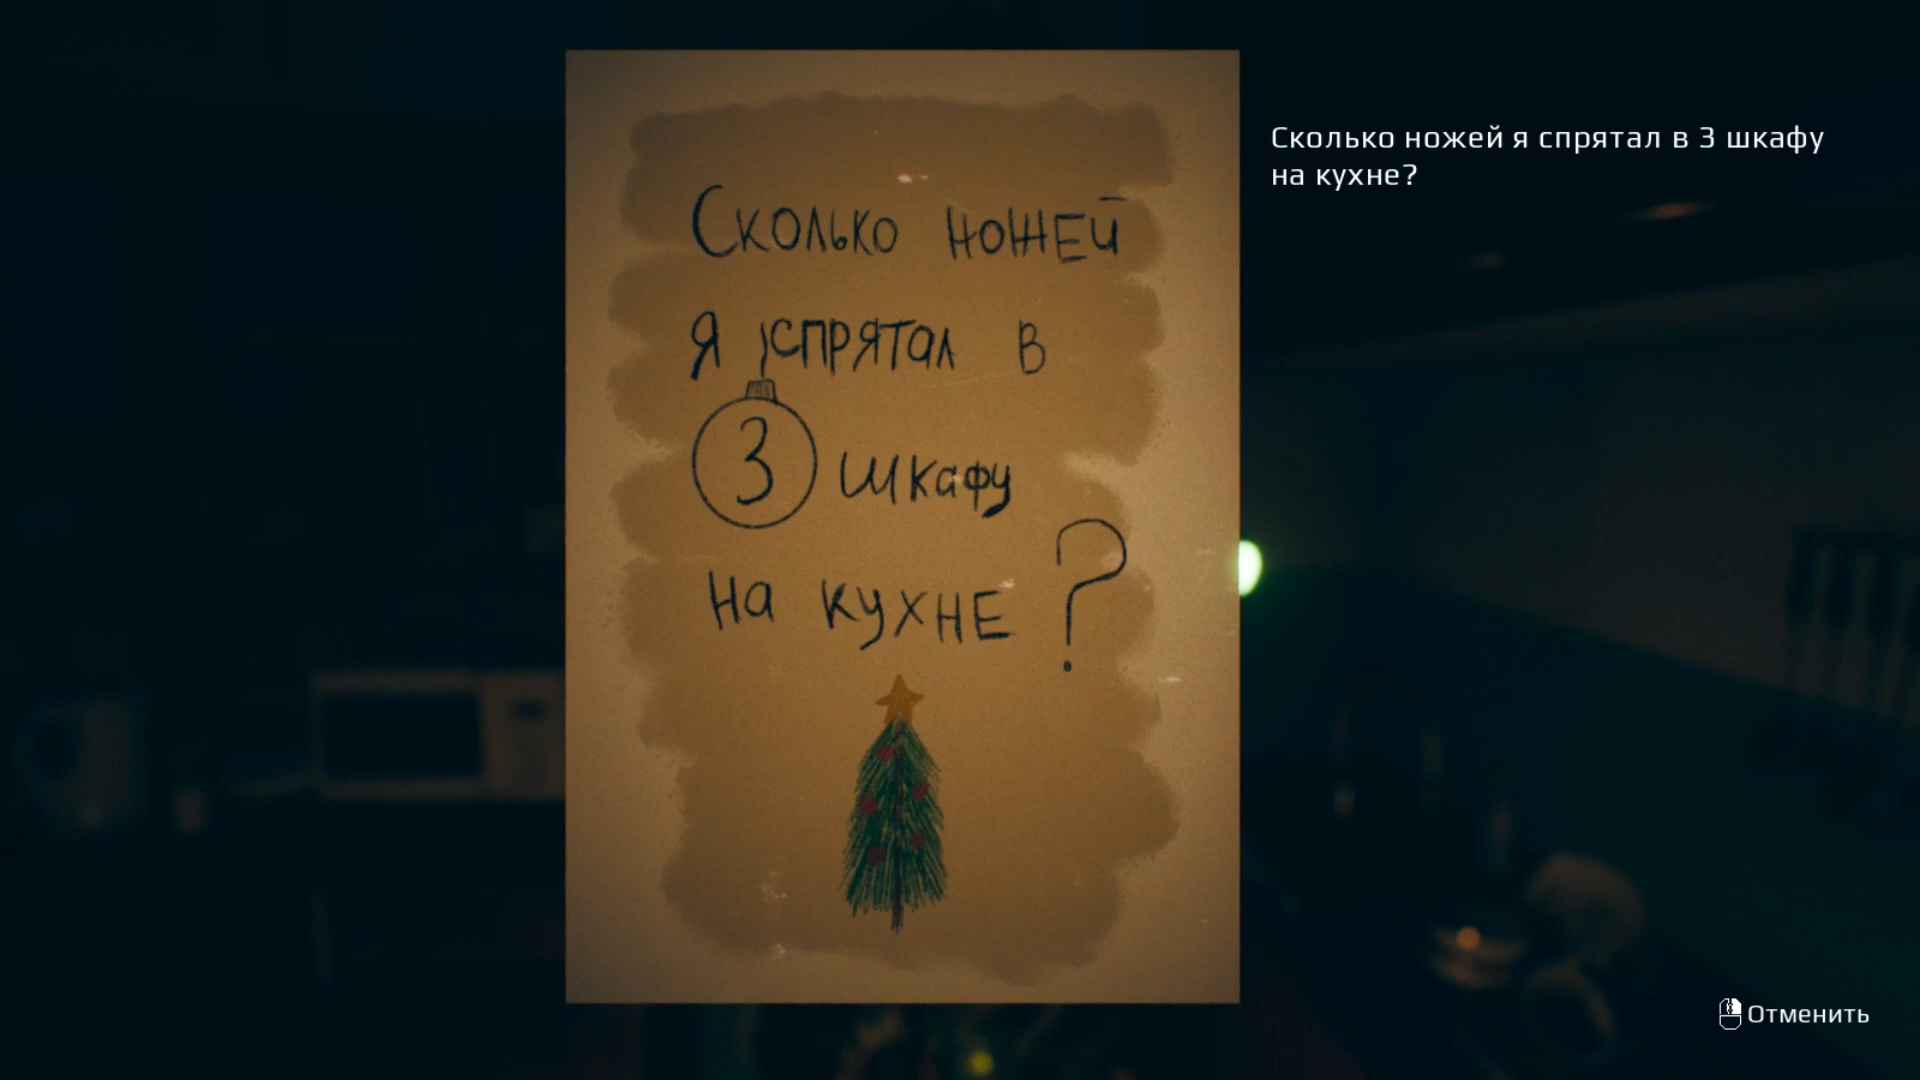 Сколько ножей
я спрятал в
3 шкафу
на кухне?
Сколько ножей я спрятал в 3 шкафу
на кухне?
Отменить